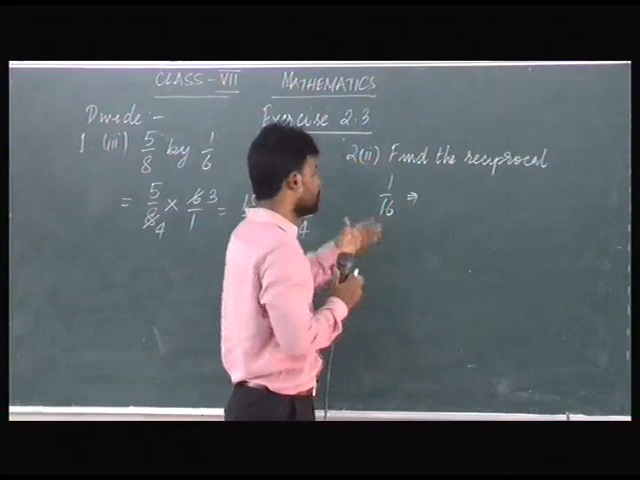 CLASS - VII MATHEMATICS
Exercise 2.3
Divide :-
1. (iii) 5/8 by 1/6
= 5/8 4 × 6 3/1 =
4
2(ii) Find the reciprocal
1/16 ⇒